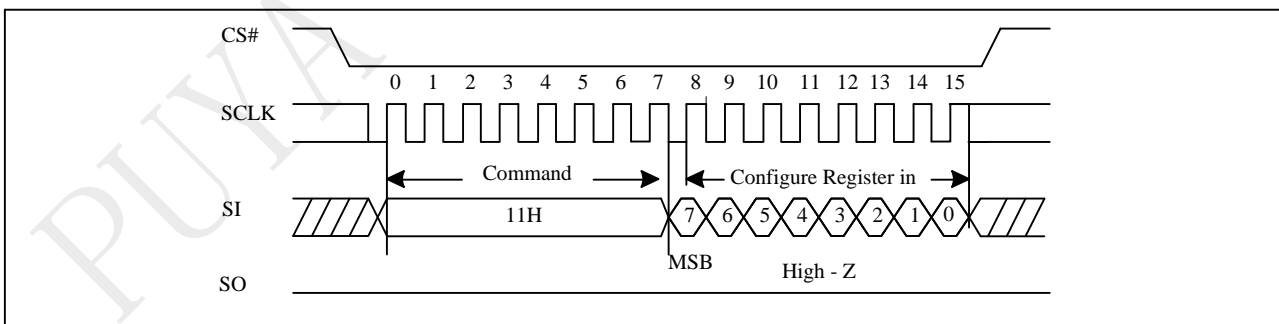 PUYA
CS#
0 1 2 3 4 5 6 7 8 9 10 11 12 13 14 15
SCLK
Command
Configure Register in
SI
11H
7 6 5 4 3 2 1 0
MSB
High - Z
SO